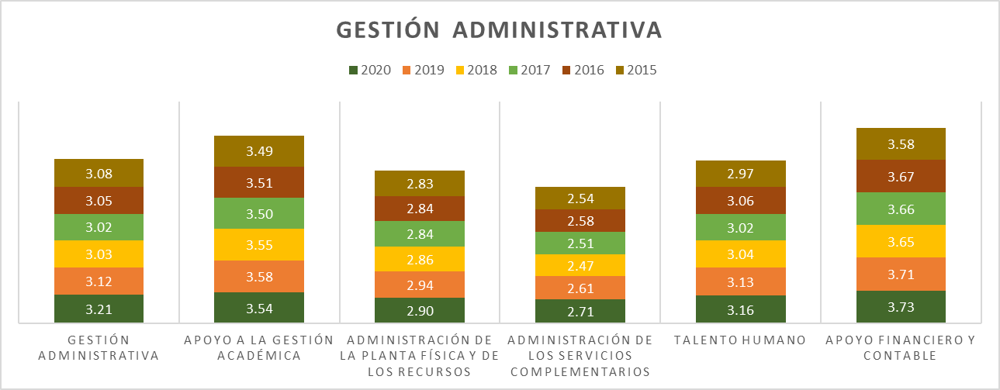 GESTIÓN ADMINISTRATIVA
2020 2019 2018 2017 2016 2015
3.08 3.49 2.83 2.54 2.97 3.58
3.05 3.51 2.84 2.58 3.06 3.67
3.02 3.50 2.84 2.51 3.02 3.66
3.03 3.55 2.86 2.47 3.04 3.65
3.12 3.58 2.94 2.61 3.13 3.71
3.21 3.54 2.90 2.71 3.16 3.73
GESTIÓN
ADMINISTRATIVA
APOYO A LA GESTIÓN
ACADÉMICA
ADMINISTRACIÓN DE
LA PLANTA FÍSICA Y DE
LOS RECURSOS
ADMINISTRACIÓN DE
LOS SERVICIOS
COMPLEMENTARIOS
TALENTO HUMANO
APOYO FINANCIERO Y
CONTABLE